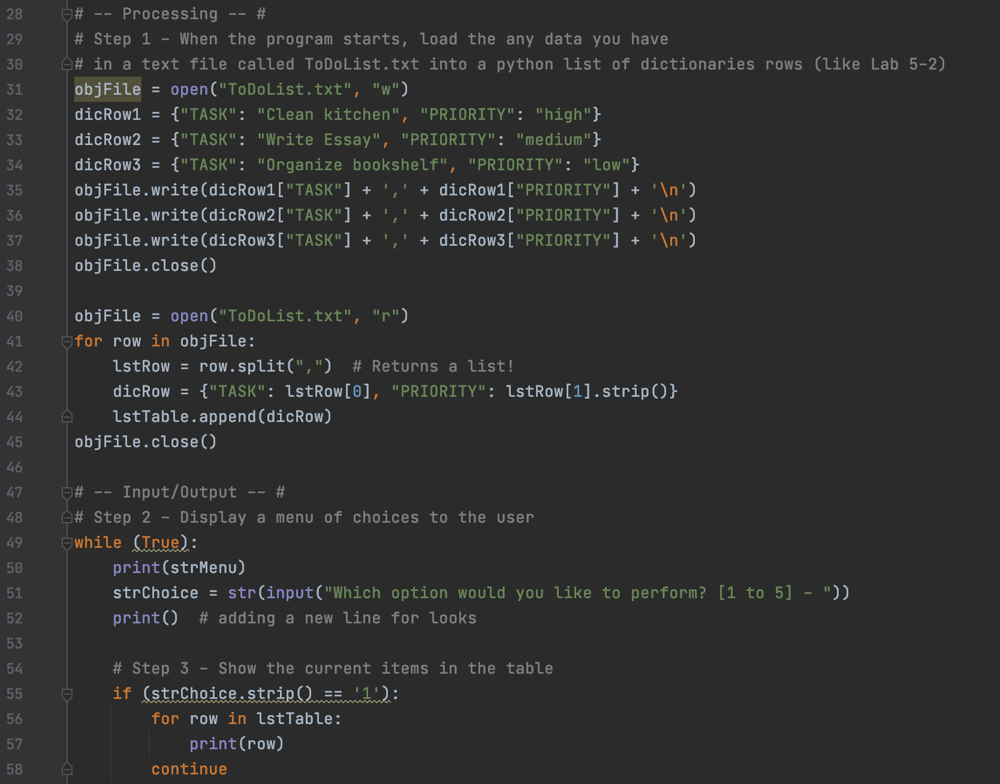 28 # -- Processing -- #
29 # Step 1 - When the program starts, load the any data you have
30 # in a text file called ToDoList.txt into a python list of dictionaries rows (like Lab 5-2)
31 objFile = open("ToDoList.txt", "w")
32 dicRow1 = {"TASK": "Clean kitchen", "PRIORITY": "high"}
33 dicRow2 = {"TASK": "Write Essay", "PRIORITY": "medium"}
34 dicRow3 = {"TASK": "Organize bookshelf", "PRIORITY": "low"}
35 objFile.write(dicRow1["TASK"] + ',' + dicRow1["PRIORITY"] + '\n')
36 objFile.write(dicRow2["TASK"] + ',' + dicRow2["PRIORITY"] + '\n')
37 objFile.write(dicRow3["TASK"] + ',' + dicRow3["PRIORITY"] + '\n')
38 objFile.close()
39
40 objFile = open("ToDoList.txt", "r")
41 for row in objFile:
42     lstRow = row.split(",")  # Returns a list!
43     dicRow = {"TASK": lstRow[0], "PRIORITY": lstRow[1].strip()}
44     lstTable.append(dicRow)
45 objFile.close()
46
47 # -- Input/Output -- #
48 # Step 2 - Display a menu of choices to the user
49 while (True):
50     print(strMenu)
51     strChoice = str(input("Which option would you like to perform? [1 to 5] - "))
52     print()  # adding a new line for looks
53
54     # Step 3 - Show the current items in the table
55     if (strChoice.strip() == '1'):
56         for row in lstTable:
57             print(row)
58         continue